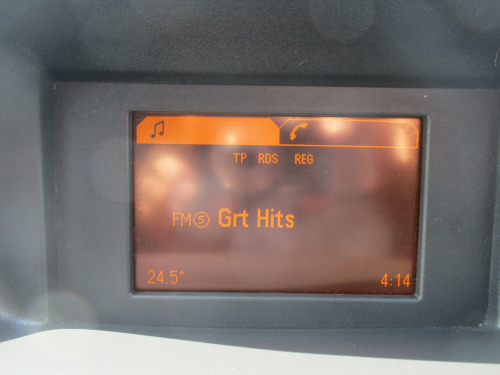 TP RDS REG
FM⑤ Grt Hits
24.5° 4:14